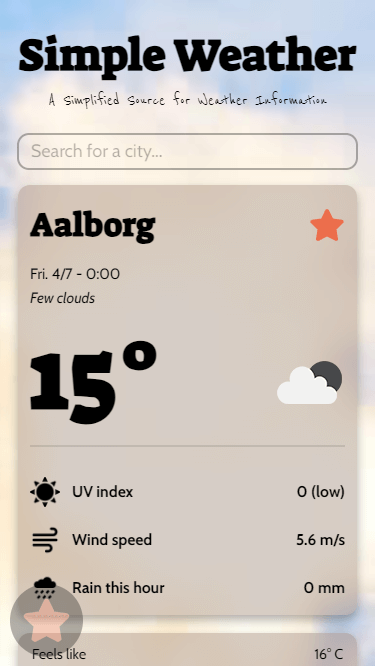 Simple Weather
A Simplified Source for Weather Information
Search for a city...
Aalborg
Fri. 4/7 - 0:00
Few clouds
15°
UV index 0 (low)
Wind speed 5.6 m/s
Rain this hour 0 mm
Feels like 16° C